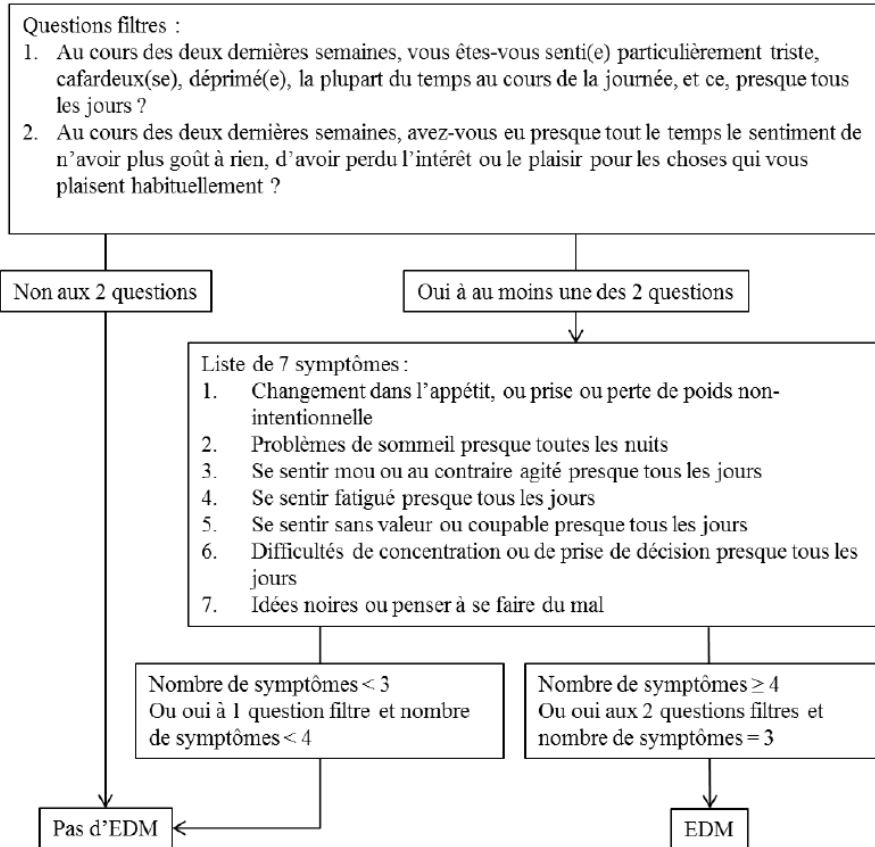 Questions filtres :
1. Au cours des deux dernières semaines, vous êtes-vous senti(e) particulièrement triste,
cafardeux(se), déprimé(e), la plupart du temps au cours de la journée, et ce, presque tous
les jours ?
2. Au cours des deux dernières semaines, avez-vous eu presque tout le temps le sentiment de
n’avoir plus goût à rien, d’avoir perdu l’intérêt ou le plaisir pour les choses qui vous
plaisent habituellement ?
Non aux 2 questions
Oui à au moins une des 2 questions
Liste de 7 symptômes :
1. Changement dans l’appétit, ou prise ou perte de poids non-
intentionnelle
2. Problèmes de sommeil presque toutes les nuits
3. Se sentir mou ou au contraire agité presque tous les jours
4. Se sentir fatigué presque tous les jours
5. Se sentir sans valeur ou coupable presque tous les jours
6. Difficultés de concentration ou de prise de décision presque tous les
jours
7. Idées noires ou penser à se faire du mal
Nombre de symptômes < 3
Ou oui à 1 question filtre et nombre
de symptômes < 4
Nombre de symptômes ≥ 4
Ou oui aux 2 questions filtres et
nombre de symptômes = 3
Pas d’EDM
EDM